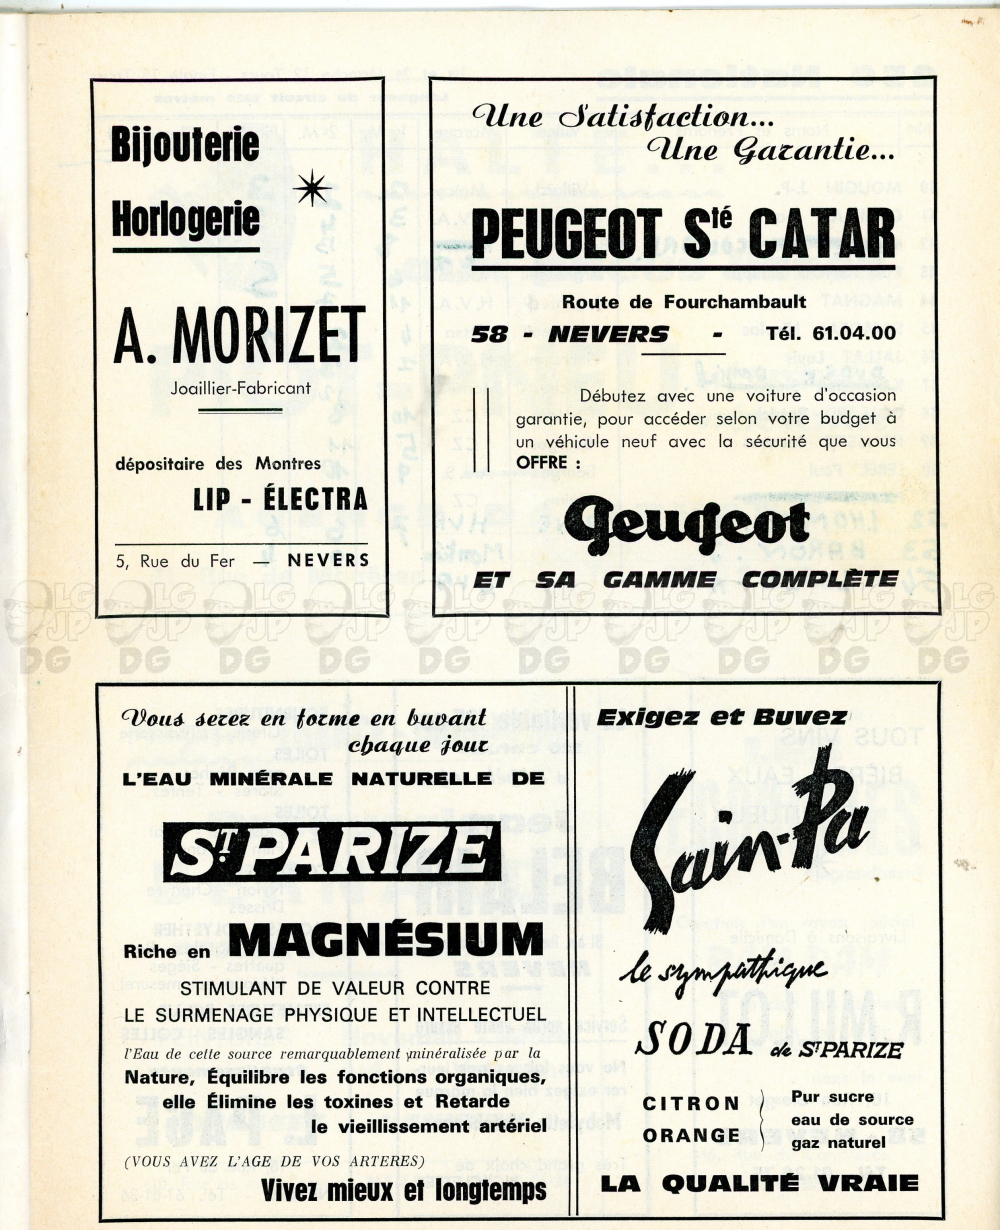 Bijouterie
Horlogerie
A. MORIZET
Joaillier-Fabricant
dépositaire des Montres
LIP - ÉLECTRA
5, Rue du Fer — NEVERS
Une Satisfaction...
Une Garantie...
PEUGEOT Sté CATAR
Route de Fourchambault
58 - NEVERS - Tél. 61.04.00
Débutez avec une voiture d'occasion
garantie, pour accéder selon votre budget à
un véhicule neuf avec la sécurité que vous
OFFRE :
Peugeot
ET SA GAMME COMPLÈTE
Vous serez en forme en buvant
chaque jour
L'EAU MINÉRALE NATURELLE DE
ST PARIZE
Riche en MAGNÉSIUM
STIMULANT DE VALEUR CONTRE
LE SURMENAGE PHYSIQUE ET INTELLECTUEL
l'Eau de cette source remarquablement minéralisée par la
Nature, Équilibre les fonctions organiques,
elle Élimine les toxines et Retarde
le vieillissement artériel
(VOUS AVEZ L'AGE DE VOS ARTERES)
Vivez mieux et longtemps
Exigez et Buvez
Sain-Pa
le sympathique
SODA de ST PARIZE
CITRON
ORANGE
Pur sucre
eau de source
gaz naturel
LA QUALITÉ VRAIE